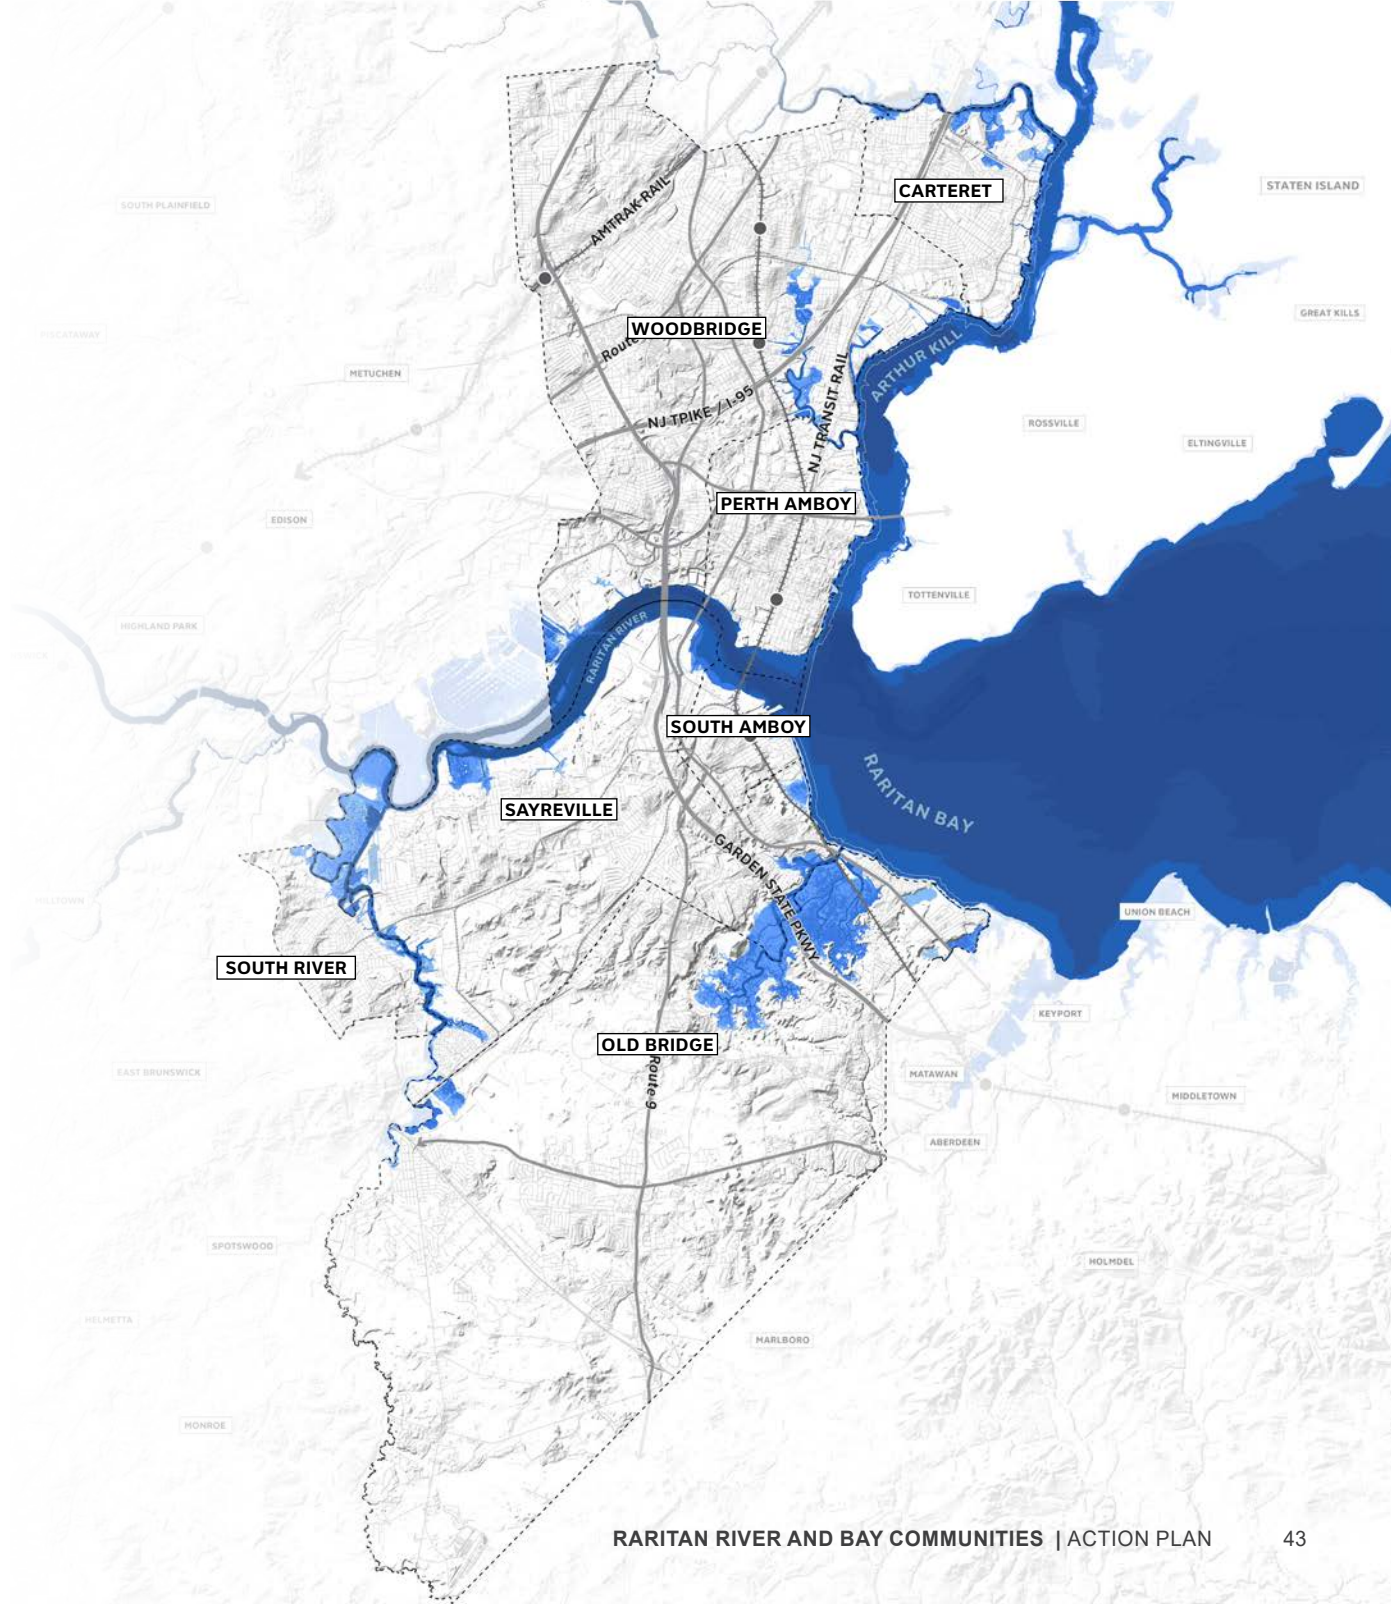 SOUTH PLAINFIELD
AMTRAK RAIL
CARTERET
STATEN ISLAND
GREAT KILLS
PISCATAWAY
WOODBRIDGE
Route
ARTHUR KILL
METUCHEN
NJ TPIKE / I-95
NJ TRANSIT RAIL
ROSSVILLE
ELTINGVILLE
PERTH AMBOY
EDISON
TOTTENVILLE
HIGHLAND PARK
RARITAN RIVER
SOUTH AMBOY
RARITAN BAY
SAYREVILLE
GARDEN STATE PKWY
MILLTOWN
UNION BEACH
SOUTH RIVER
KEYPORT
OLD BRIDGE
EAST BRUNSWICK
Route 9
MATAWAN
MIDDLETOWN
ABERDEEN
SPOTSWOOD
HOLMDEL
HELMETTA
MARLBORO
MONROE
RARITAN RIVER AND BAY COMMUNITIES | ACTION PLAN 43